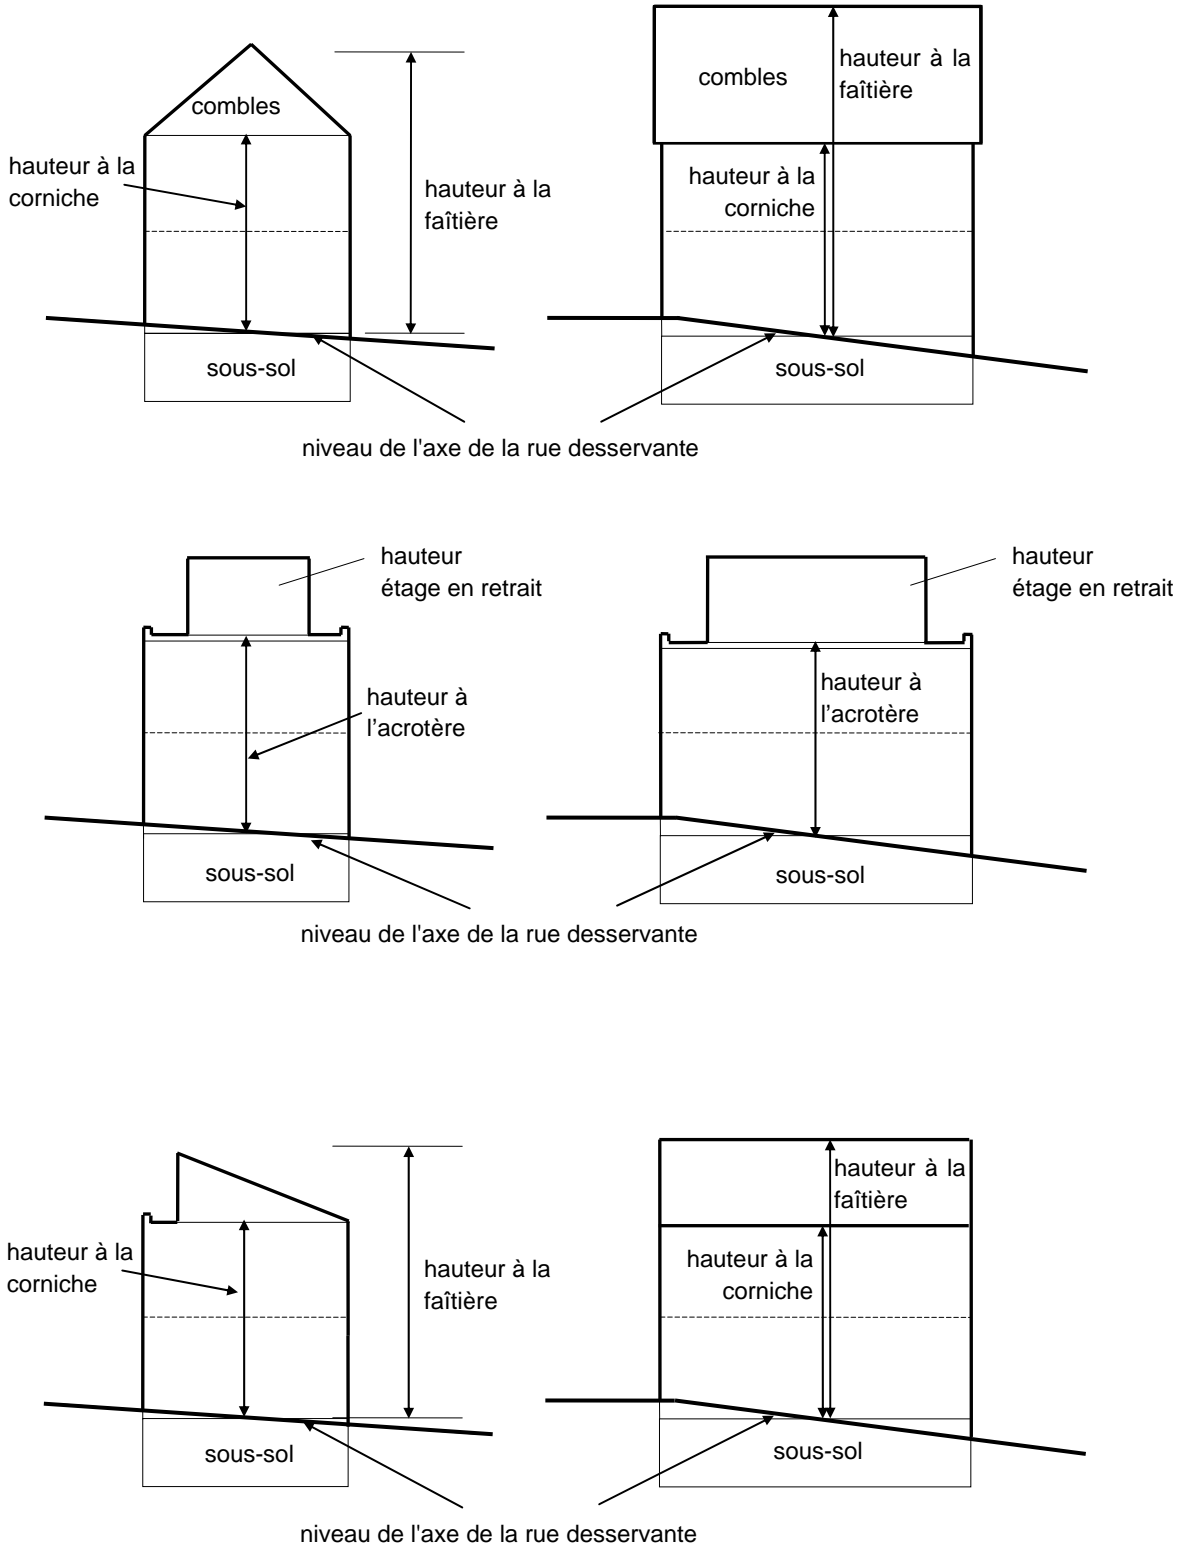 combles
hauteur à la
corniche
hauteur à la
faîtière
sous-sol
combles
hauteur à la
faîtière
hauteur à la
corniche
sous-sol
niveau de l'axe de la rue desservante
hauteur
étage en retrait
hauteur à
l’acrotère
sous-sol
hauteur
étage en retrait
hauteur à
l’acrotère
sous-sol
niveau de l'axe de la rue desservante
hauteur à la
corniche
hauteur à la
faîtière
sous-sol
hauteur à la
faîtière
hauteur à la
corniche
sous-sol
niveau de l'axe de la rue desservante